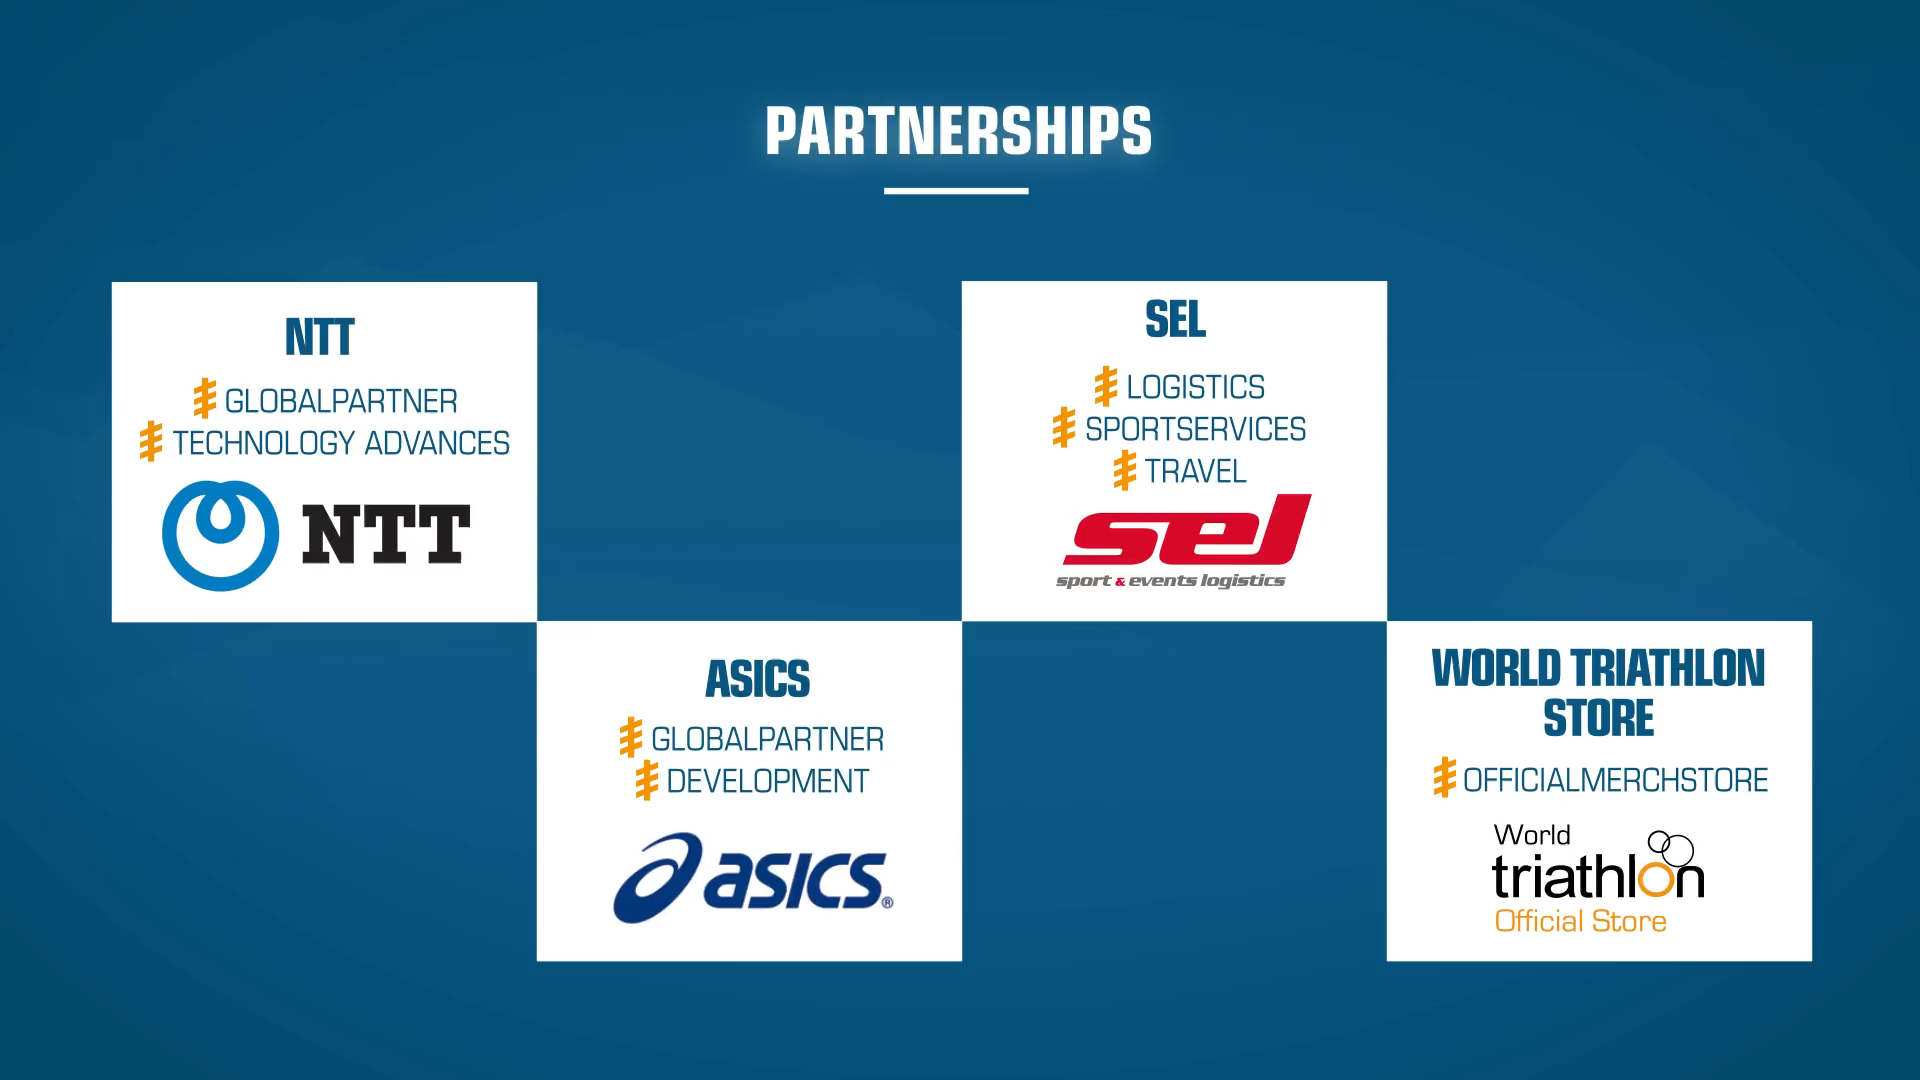 PARTNERSHIPS
NTT
GLOBALPARTNER
TECHNOLOGY ADVANCES
NTT
SEL
LOGISTICS
SPORTSERVICES
TRAVEL
sel
sport & events logistics
ASICS
GLOBALPARTNER
DEVELOPMENT
asics®
WORLD TRIATHLON
STORE
OFFICIALMERCHSTORE
World
triathlon
Official Store